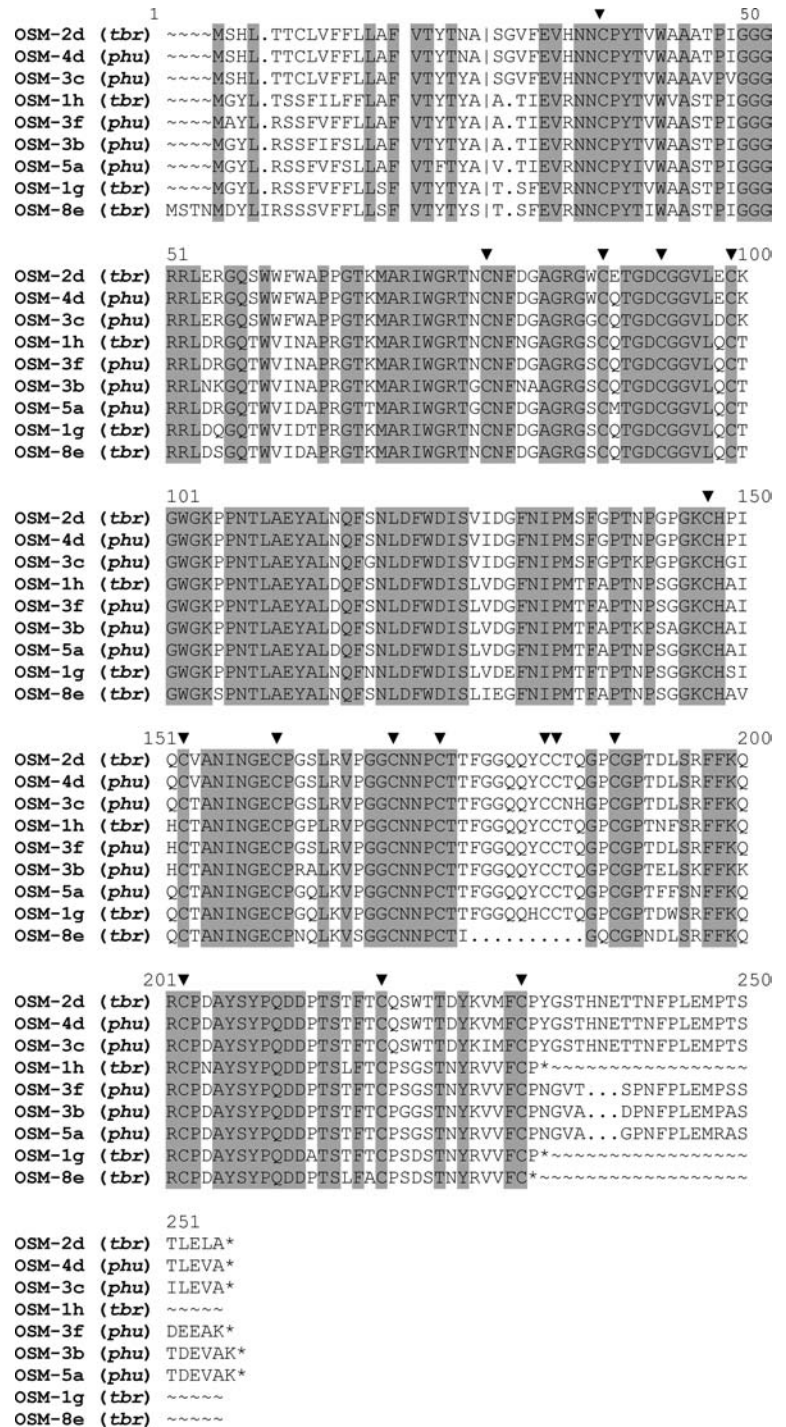 1 50
OSM-2d (tbr) ~~~~MSHL.TTCLVFFLLAF VTYTNA|SGVFEVHNNCPYTVWAAATPIGGG
OSM-4d (phu) ~~~~MSHL.TTCLVFFLLAF VTYTNA|SGVFEVHNNCPYTVWAAATPIGGG
OSM-3c (phu) ~~~~MSHL.TTCLVFFLLAF VTYTYA|SGVFEVHNNCPYTVWAAAVPVGGG
OSM-1h (tbr) ~~~~MGYL.TSSFILFFLLAF VTYTYA|A.TIEVRNNCPYTVWVASTPIGGG
OSM-3f (phu) ~~~~MAYL.RSSFVFFLLAF VTYTYA|A.TIEVRNNCPYTVWAASTPIGGG
OSM-3b (phu) ~~~~MGYL.RSSFIFSLLAF VTYTYA|A.TIEVRNNCPYTVWAASTPIGGG
OSM-5a (phu) ~~~~MGYL.RSSFVFFLLAF VTFTYA|V.TIEVRNNCPYIVWAASTPIGGG
OSM-1g (tbr) ~~~~MGYL.RSSFVFFLLSF VTYTYA|T.SFEVRNNCPYTVWAASTPIGGG
OSM-8e (tbr) MSTNMDYLIRSSSVFFLLSF VTYTYS|T.SFEVRNNCPYTIWAASTPIGGG
51 100
OSM-2d (tbr) RRLERGQSWWFWAPPGTKMARIWGRTNCNFDGAGRGWCETGDCGGVLECK
OSM-4d (phu) RRLERGQSWWFWAPPGTKMARIWGRTNCNFDGAGRGWCQTGDCGGVLECK
OSM-3c (phu) RRLERGQSWWFWAPPGTKMARIWGRTNCNFDGAGRGGCQTGDCGGVLDCK
OSM-1h (tbr) RRLDRGQTWVINAPRGTKMARIWGRTNCNFNGAGRGSCQTGDCGGVLQCT
OSM-3f (phu) RRLDRGQTWVINAPRGTKMARIWGRTNCNFDGAGRGSCQTGDCGGVLQCT
OSM-3b (phu) RRLNKGQTWVINAPRGTKMARIWGRTGCNFNAAGRGSCQTGDCGGVLQCT
OSM-5a (phu) RRLDRGQTWVIDAPRGTTMARIWGRTGCNFDGAGRGSCMTGDCGGVLQCT
OSM-1g (tbr) RRLDQGQTWVIDTPRGTKMARIWGRTNCNFDGAGRGSCQTGDCGGVLQCT
OSM-8e (tbr) RRLDSGQTWVIDAPRGTKMARIWGRTNCNFDGAGRGSCQTGDCGGVLQCT
101 150
OSM-2d (tbr) GWGKPPNTLAEYALNQFSNLDFWDISVIDGFNIPMSFGPTNPGPGKCHPI
OSM-4d (phu) GWGKPPNTLAEYALNQFSNLDFWDISVIDGFNIPMSFGPTNPGPGKCHPI
OSM-3c (phu) GWGKPPNTLAEYALNQFGNLDFWDISVIDGFNIPMSFGPTKPGPGKCHGI
OSM-1h (tbr) GWGKPPNTLAEYALDQFSNLDFWDISLVDGFNIPMTFAPTNPSGGKCHAI
OSM-3f (phu) GWGKPPNTLAEYALDQFSNLDFWDISLVDGFNIPMTFAPTNPSGGKCHAI
OSM-3b (phu) GWGKPPNTLAEYALDQFSNLDFWDISLVDGFNIPMTFAPTKPSAGKCHAI
OSM-5a (phu) GWGKPPNTLAEYALNQFSNLDFWDISLVDGFNIPMTFAPTNPSGGKCHAI
OSM-1g (tbr) GWGKPPNTLAEYALNQFNNLDFWDISLVDEFNIPMTFTPTNPSGGKCHSI
OSM-8e (tbr) GWGKSPNTLAEYALNQFSNLDFWDISLIEGFNIPMTFAPTNPSGGKCHAV
151 200
OSM-2d (tbr) QCVANINGECPGSLRVPGGCNNPCTTFGGQQYCCTQGPCGPTDLSRFFKQ
OSM-4d (phu) QCVANINGECPGSLRVPGGCNNPCTTFGGQQYCCTQGPCGPTDLSRFFKQ
OSM-3c (phu) QCTANINGECPGSLRVPGGCNNPCTTFGGQQYCCNHGPCGPTDLSRFFKQ
OSM-1h (tbr) HCTANINGECPGPLRVPGGCNNPCTTFGGQQYCCTQGPCGPTNFSRFFKQ
OSM-3f (phu) HCTANINGECPGSLRVPGGCNNPCTTFGGQQYCCTQGPCGPTDLSRFFKQ
OSM-3b (phu) HCTANINGECPRALKVPGGCNNPCTTFGGQQYCCTQGPCGPTELSKFFKK
OSM-5a (phu) QCTANINGECPGQLKVPGGCNNPCTTFGGQQYCCTQGPCGPTFFSNFFKQ
OSM-1g (tbr) QCTANINGECPGQLKVPGGCNNPCTTFGGQQHCCTQGPCGPTDWSRFFKQ
OSM-8e (tbr) QCTANINGECPNQLKVSGGCNNPCTI..........GQCGPNDLSRFFKQ
201 250
OSM-2d (tbr) RCPDAYSYPQDDPTSTFTCQSWTTDYKVMFCPYGSTHNETTNFPLEMPTS
OSM-4d (phu) RCPDAYSYPQDDPTSTFTCQSWTTDYKVMFCPYGSTHNETTNFPLEMPTS
OSM-3c (phu) RCPDAYSYPQDDPTSTFTCQSWTTDYKIMFCPYGSTHNETTNFPLEMPTS
OSM-1h (tbr) RCPNAYSYPQDDPTSLFTCPSGSTNYRVVFCP*~~~~~~~~~~~~~~~~~
OSM-3f (phu) RCPDAYSYPQDDPTSTFTCPSGSTNYRVVFCPNGVT...SPNFPLEMPSS
OSM-3b (phu) RCPDAYSYPQDDPTSTFTCPGGSTNYRVVFCPNGVA...DPNFPLEMPAS
OSM-5a (phu) RCPDAYSYPQDDPTSTFTCPSGSTNYRVVFCPNGVA...GPNFPLEMRAS
OSM-1g (tbr) RCPDAYSYPQDDATSTFTCPSDSTNYRVVFCP*~~~~~~~~~~~~~~~~~
OSM-8e (tbr) RCPDAYSYPQDDPTSLFACPSDSTNYRVVFC*~~~~~~~~~~~~~~~~~~
251
OSM-2d (tbr) TLELA*
OSM-4d (phu) TLEVA*
OSM-3c (phu) ILEVA*
OSM-1h (tbr) ~~~~~
OSM-3f (phu) DEEAK*
OSM-3b (phu) TDEVAK*
OSM-5a (phu) TDEVAK*
OSM-1g (tbr) ~~~~~
OSM-8e (tbr) ~~~~~